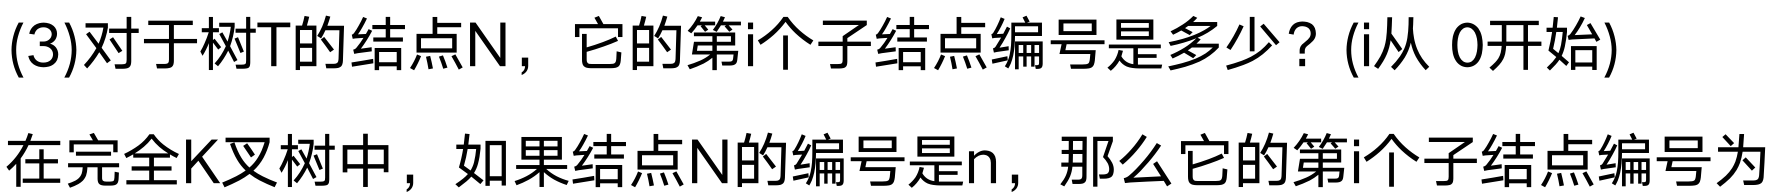 3)对于树T的结点N，它的第i个子结点的编号是多少？(从 0开始)
在完全K叉树中，如果结点N的编号是n，那么它的第i个子结点编号为